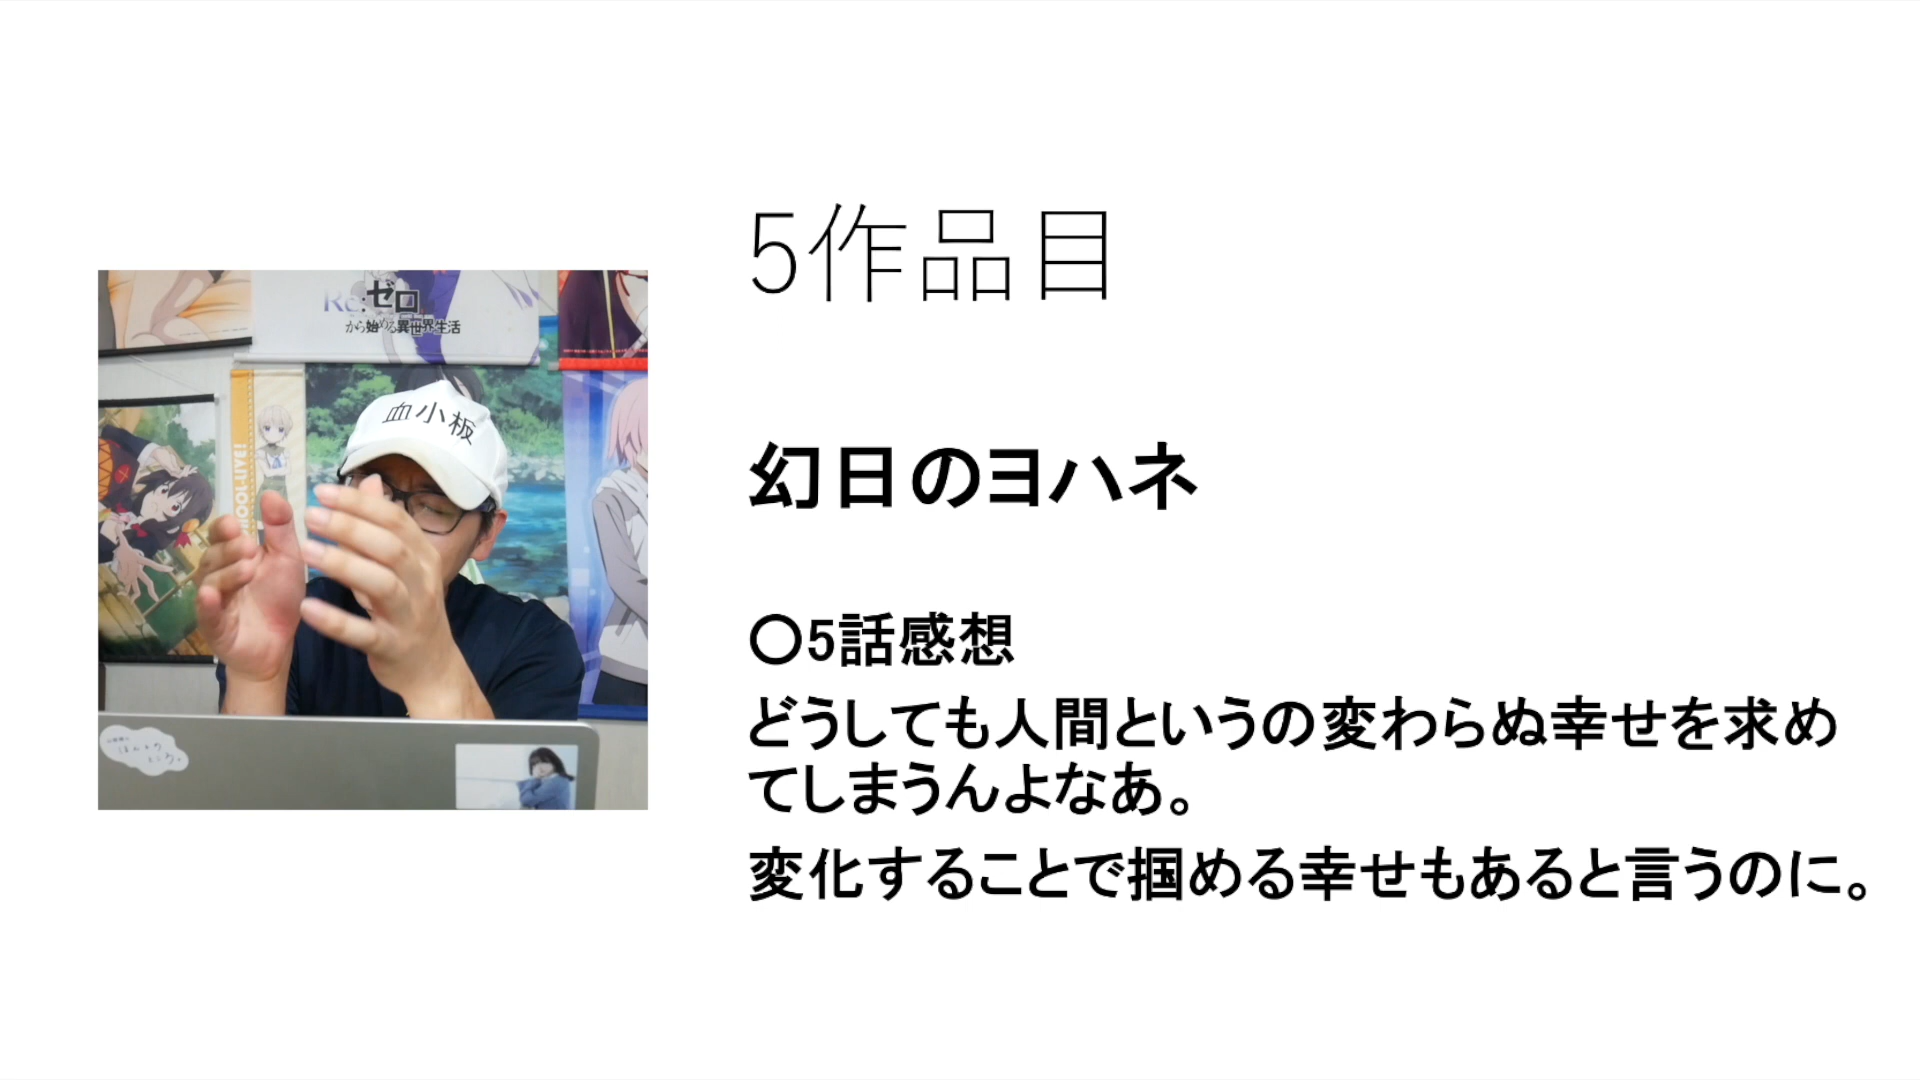 5作品目
幻日のヨハネ
〇5話感想
どうしても人間というの変わらぬ幸せを求め
てしまうんよなあ。
変化することで掴める幸せもあると言うのに。
Re:ゼロ
から始める異世界生活
血小板
HOOL-LIVE!